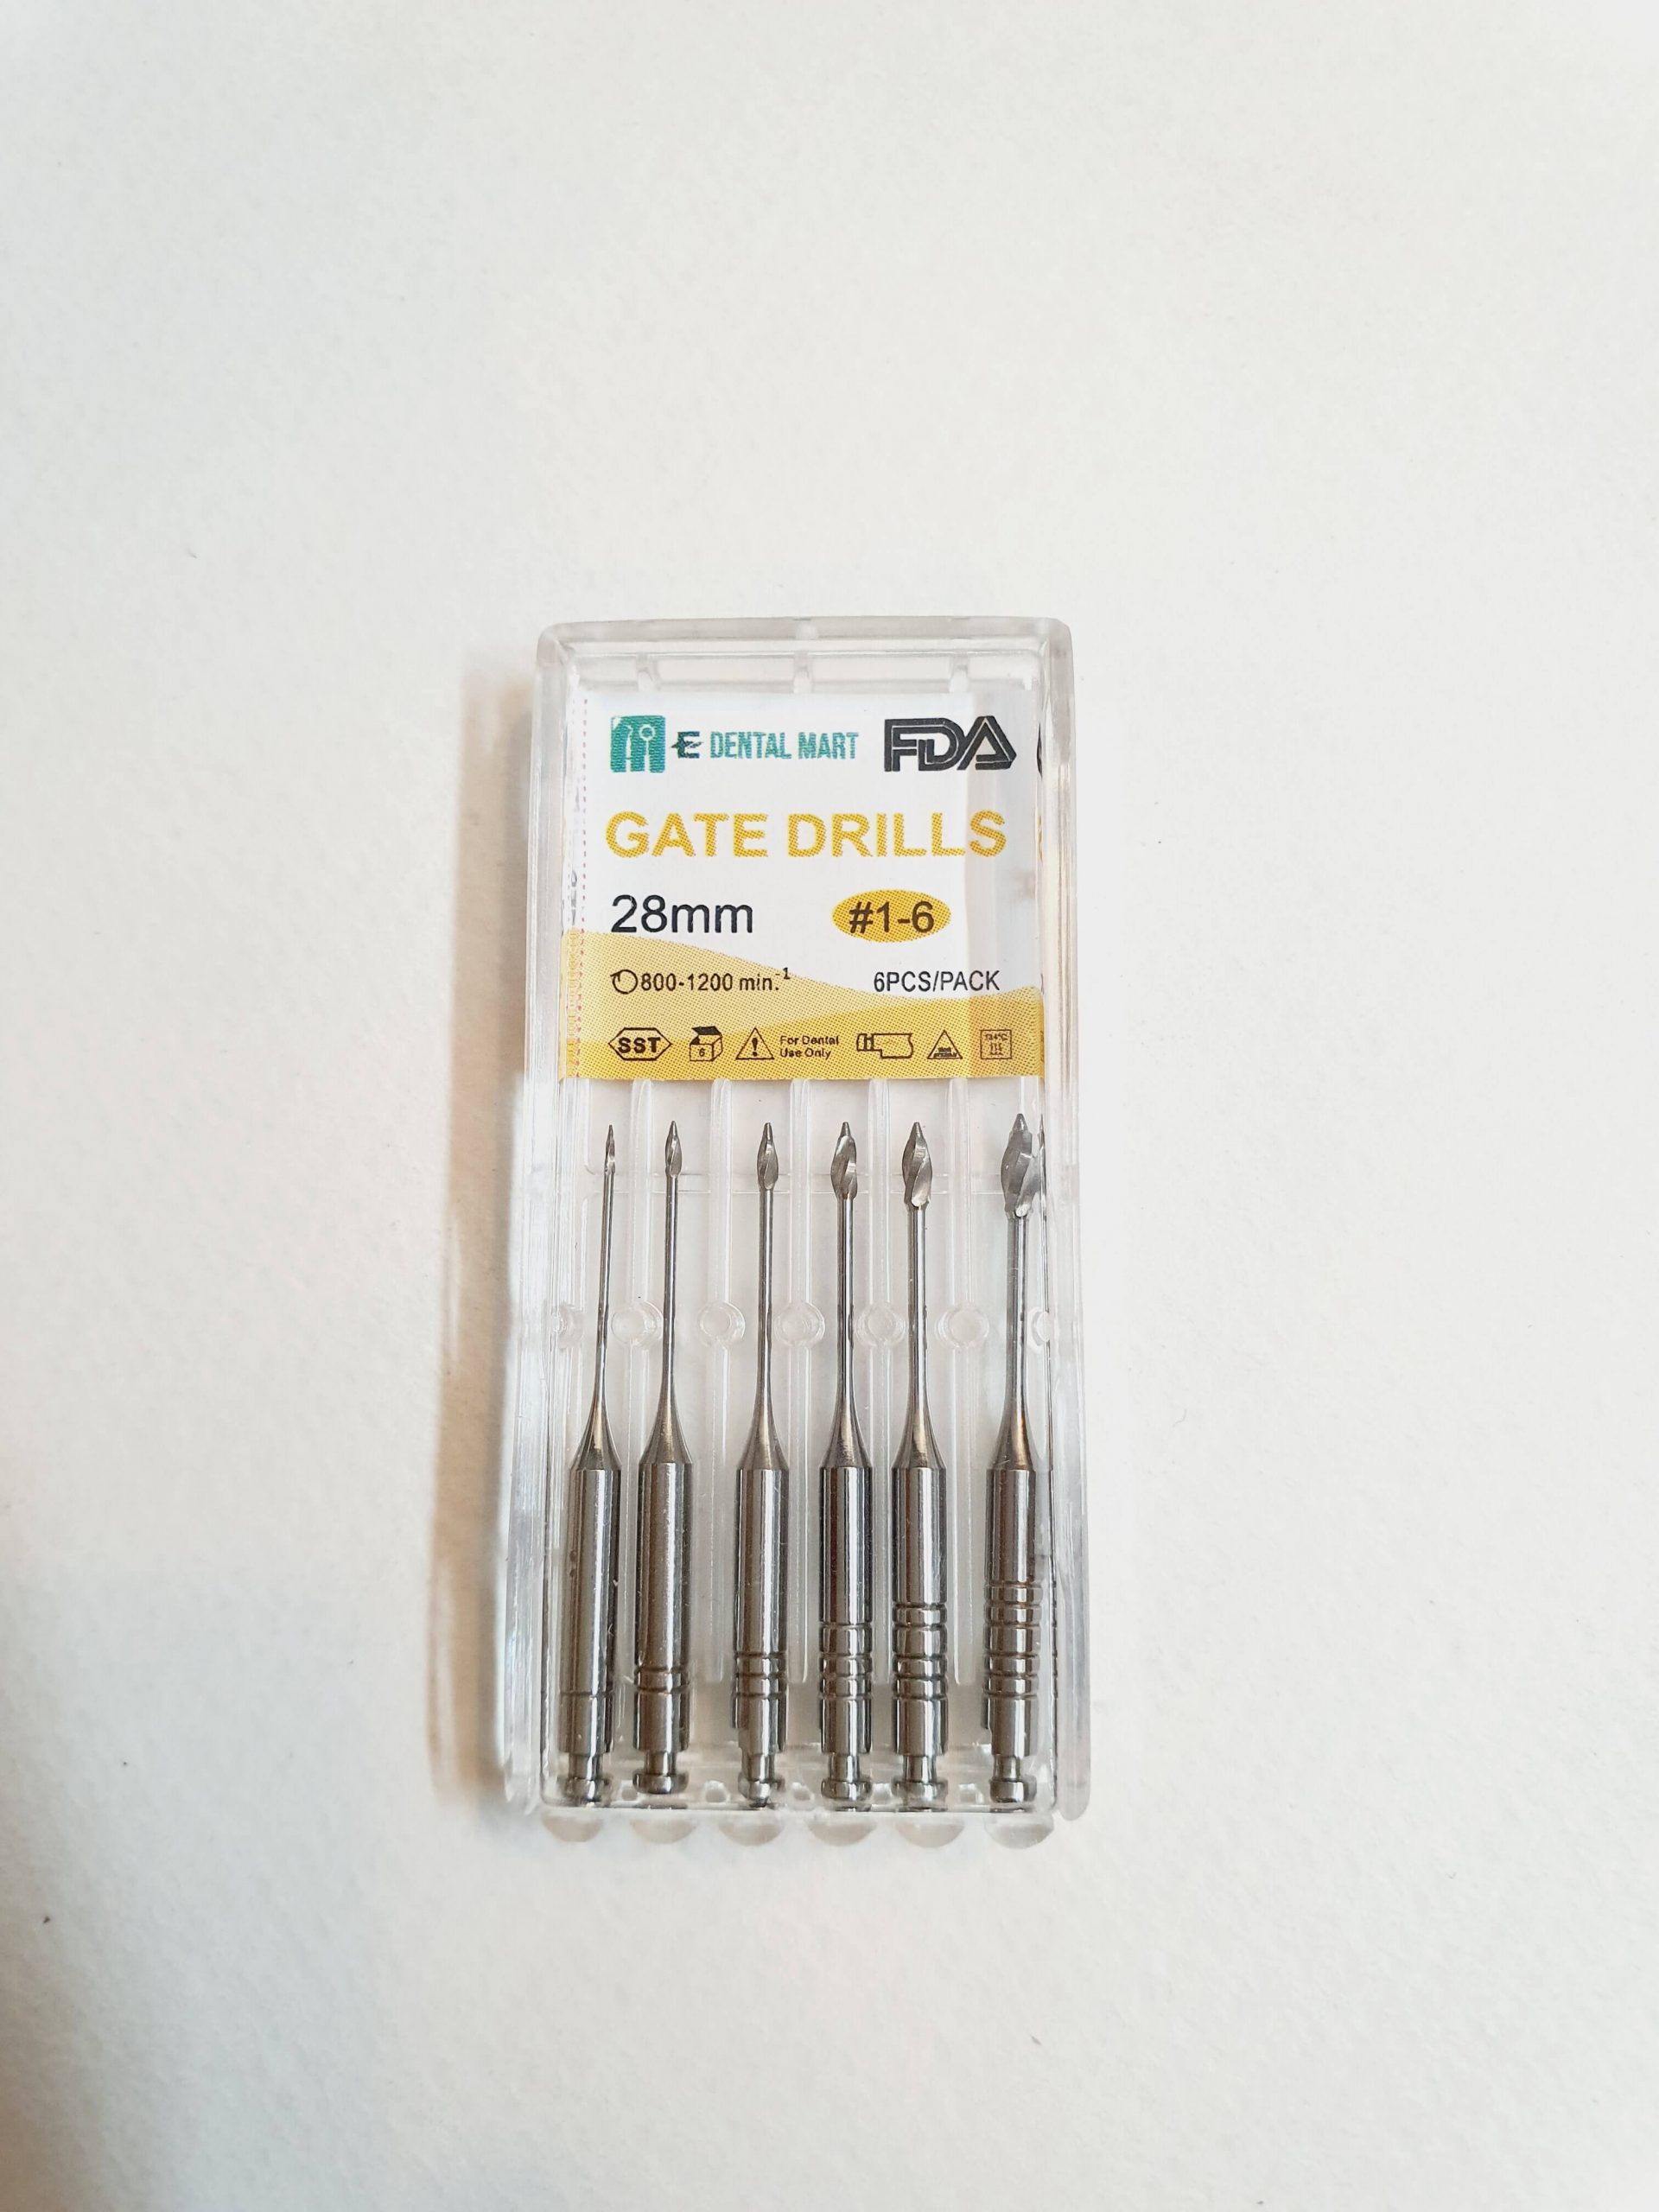 E DENTAL MART FDA
GATE DRILLS
28mm #1-6
800-1200 min.-1 6PCS/PACK
SST 6 For Dental
Use Only